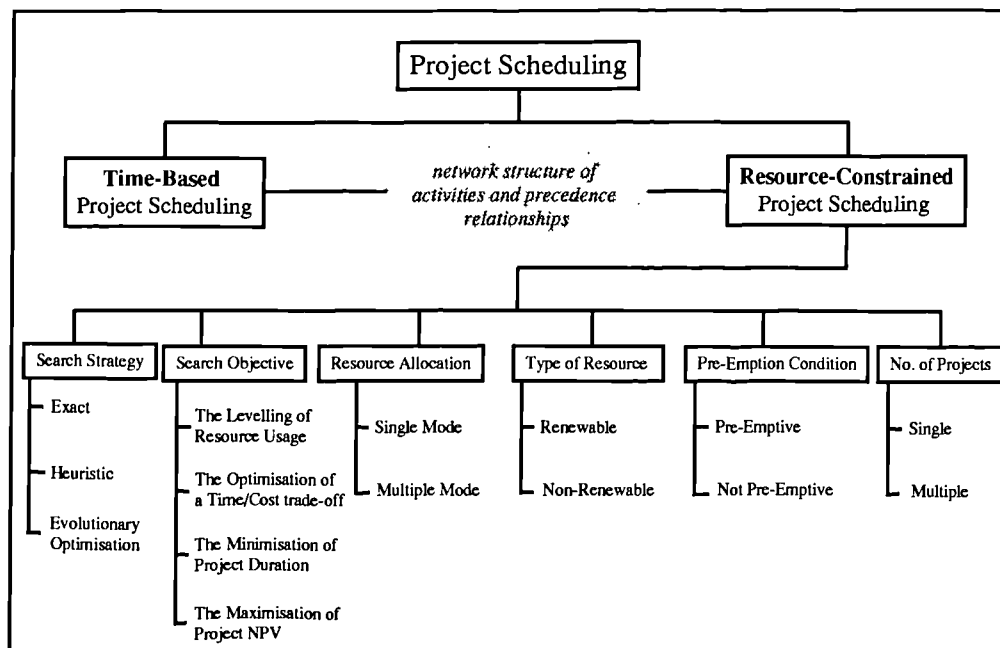 Project Scheduling
Time-Based
Project Scheduling
network structure of
activities and precedence
relationships
Resource-Constrained
Project Scheduling
Search Strategy
Exact
Heuristic
Evolutionary
Optimisation
Search Objective
The Levelling of
Resource Usage
The Optimisation of
a Time/Cost trade-off
The Minimisation of
Project Duration
The Maximisation of
Project NPV
Resource Allocation
Single Mode
Multiple Mode
Type of Resource
Renewable
Non-Renewable
Pre-Emption Condition
Pre-Emptive
Not Pre-Emptive
No. of Projects
Single
Multiple